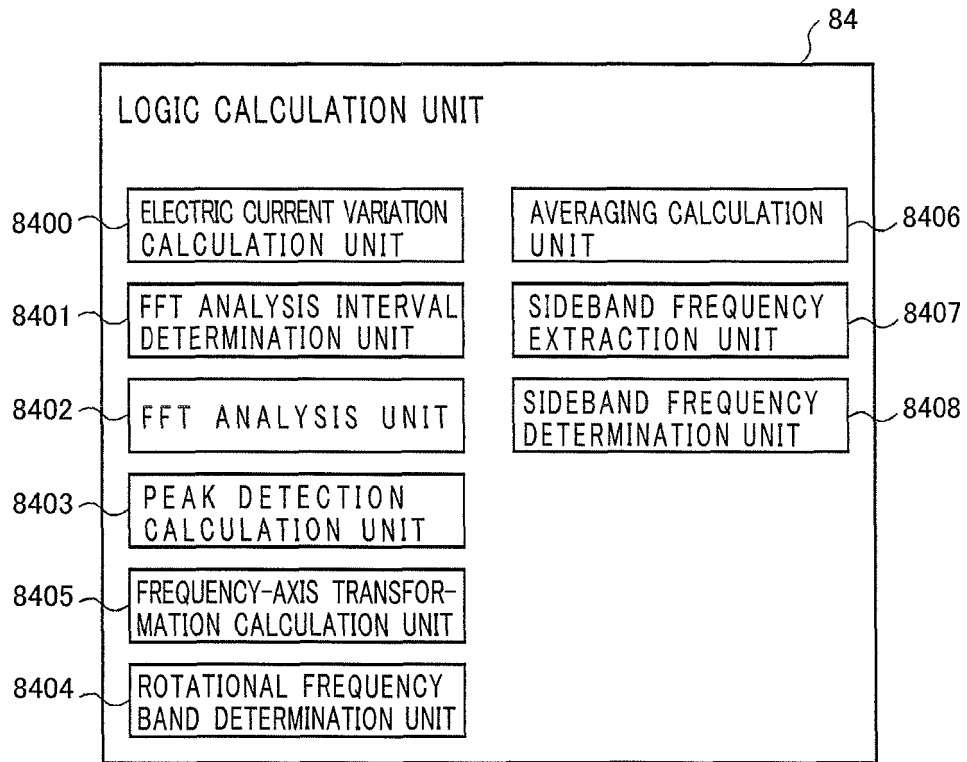 84
LOGIC CALCULATION UNIT
8400
ELECTRIC CURRENT VARIATION
CALCULATION UNIT
8401
FFT ANALYSIS INTERVAL
DETERMINATION UNIT
8402
FFT ANALYSIS UNIT
8403
PEAK DETECTION
CALCULATION UNIT
8405
FREQUENCY-AXIS TRANSFOR-
MATION CALCULATION UNIT
8404
ROTATIONAL FREQUENCY
BAND DETERMINATION UNIT
AVERAGING CALCULATION
UNIT
8406
SIDEBAND FREQUENCY
EXTRACTION UNIT
8407
SIDEBAND FREQUENCY
DETERMINATION UNIT
8408